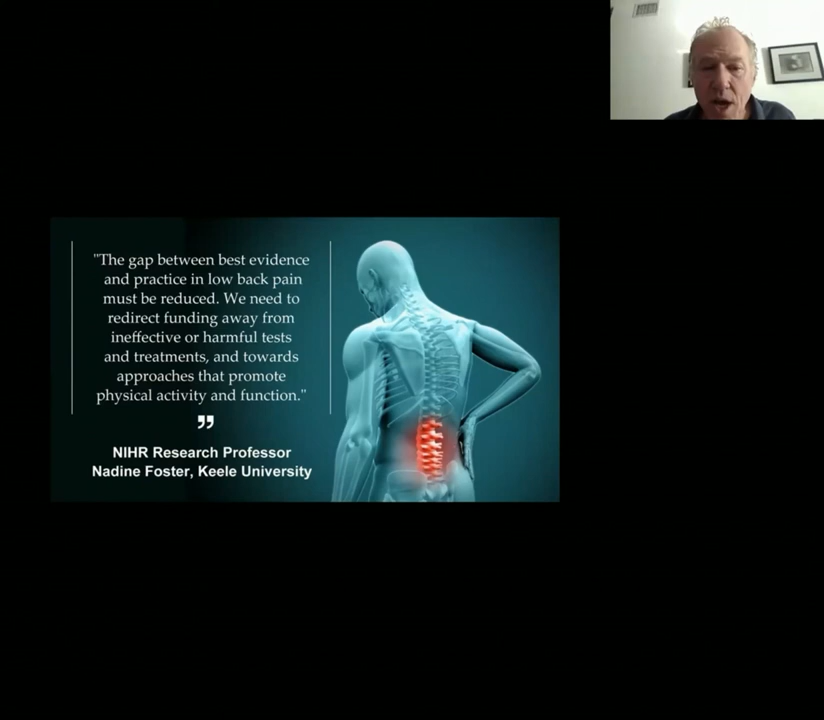 "The gap between best evidence
and practice in low back pain
must be reduced. We need to
redirect funding away from
ineffective or harmful tests
and treatments, and towards
approaches that promote
physical activity and function."
”
NIHR Research Professor
Nadine Foster, Keele University